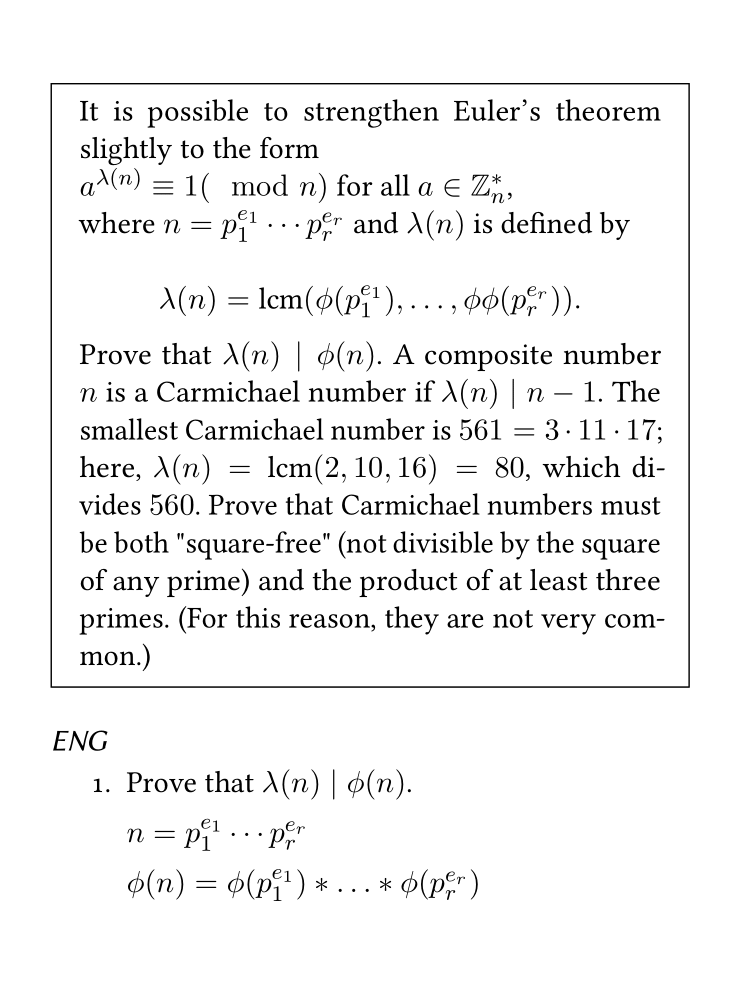 It is possible to strengthen Euler's theorem
slightly to the form
$a^{\lambda(n)} \equiv 1(\mod n)$ for all $a \in \mathbb{Z}_n^*$,
where $n = p_1^{e_1} \cdots p_r^{e_r}$ and $\lambda(n)$ is defined by
$\lambda(n) = \text{lcm}(\phi(p_1^{e_1}), \ldots, \phi\phi(p_r^{e_r})).$
Prove that $\lambda(n) \mid \phi(n)$. A composite number
$n$ is a Carmichael number if $\lambda(n) \mid n - 1$. The
smallest Carmichael number is $561 = 3 \cdot 11 \cdot 17$;
here, $\lambda(n) = \text{lcm}(2, 10, 16) = 80$, which di-
vides $560$. Prove that Carmichael numbers must
be both "square-free" (not divisible by the square
of any prime) and the product of at least three
primes. (For this reason, they are not very com-
mon.)
ENG
1. Prove that $\lambda(n) \mid \phi(n)$.
$n = p_1^{e_1} \cdots p_r^{e_r}$
$\phi(n) = \phi(p_1^{e_1}) * \ldots * \phi(p_r^{e_r})$